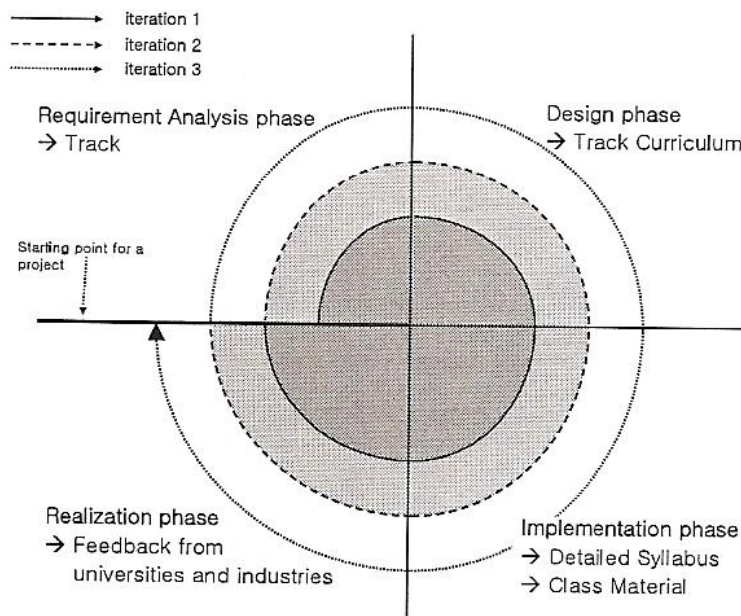 iteration 1
iteration 2
iteration 3
Requirement Analysis phase
→ Track
Design phase
→ Track Curriculum
Starting point for a
project
Realization phase
→ Feedback from
universities and industries
Implementation phase
→ Detailed Syllabus
→ Class Material